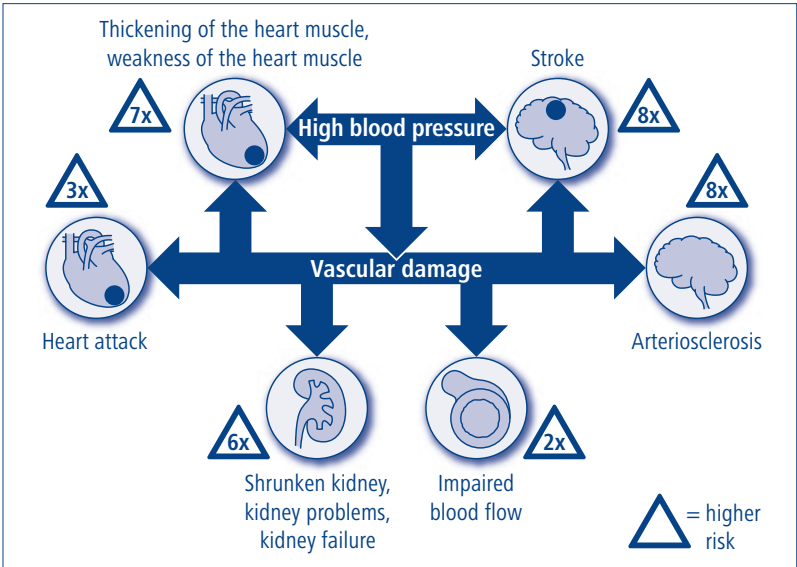 Thickening of the heart muscle,
weakness of the heart muscle
Stroke
7x
High blood pressure
8x
3x
8x
Vascular damage
Heart attack
Arteriosclerosis
6x
2x
Shrunken kidney,
kidney problems,
kidney failure
Impaired
blood flow
= higher
risk